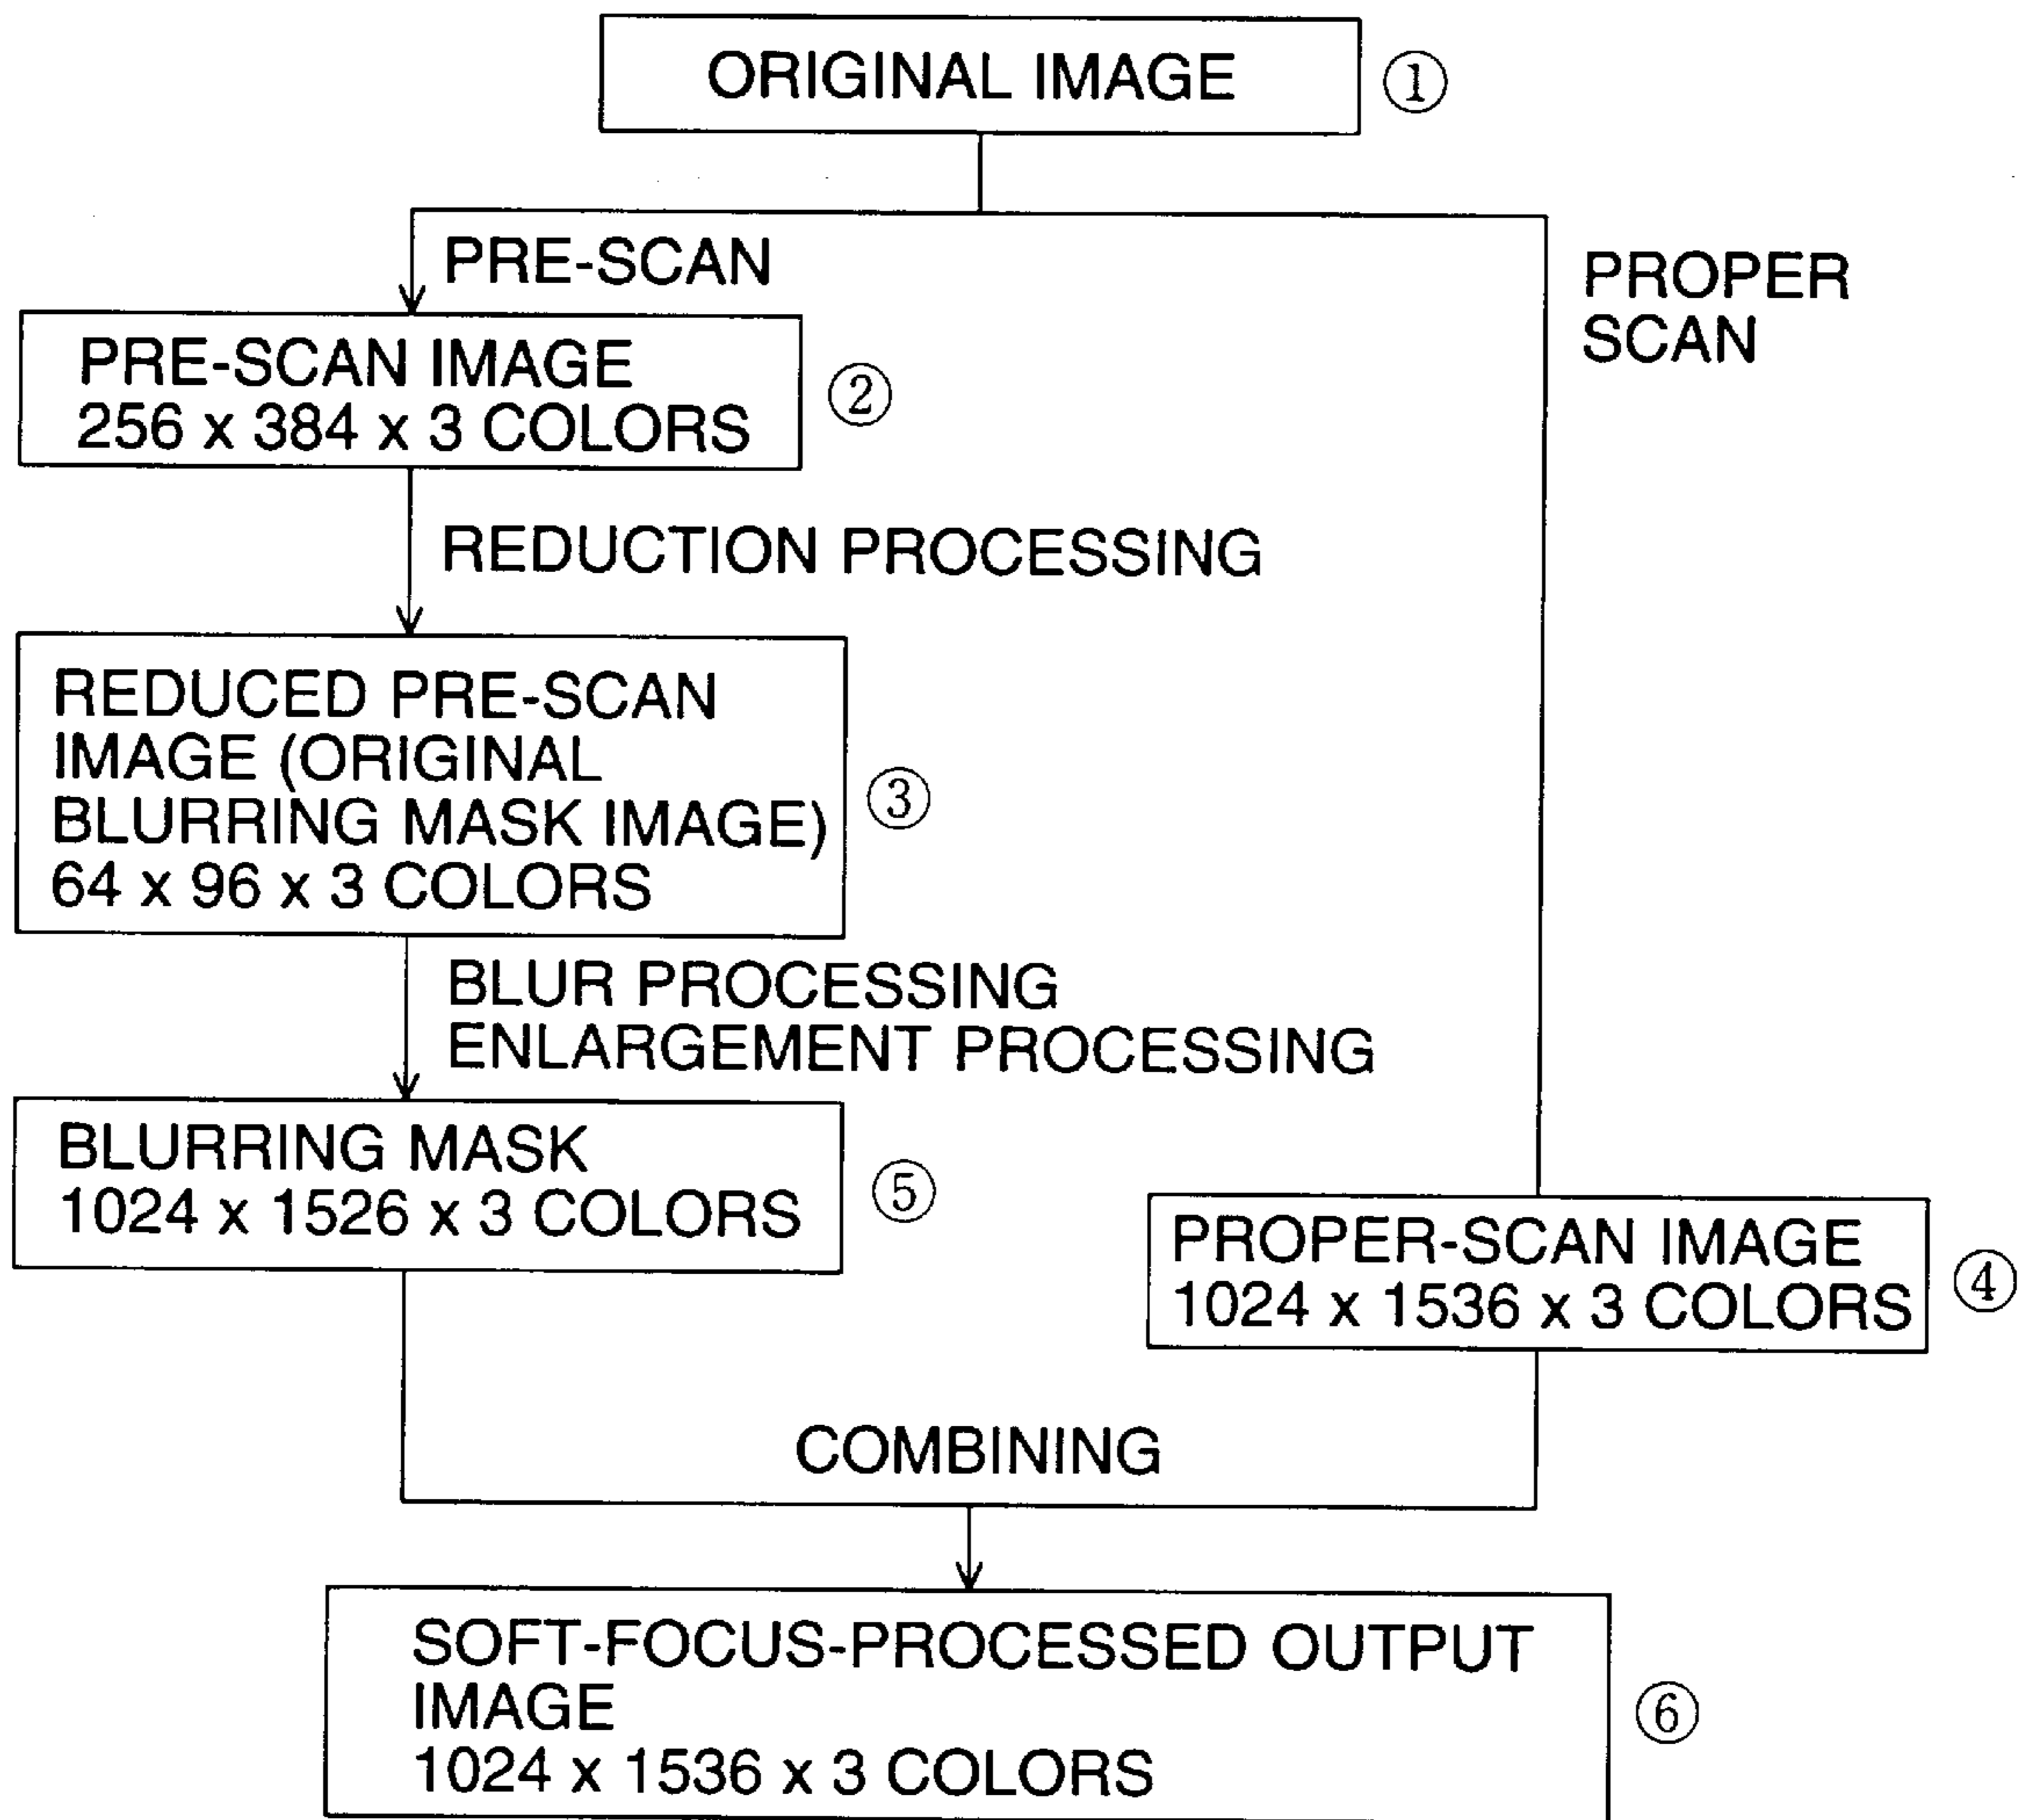 ORIGINAL IMAGE ①
PRE-SCAN
PROPER
SCAN
PRE-SCAN IMAGE
256 x 384 x 3 COLORS
②
REDUCTION PROCESSING
REDUCED PRE-SCAN
IMAGE (ORIGINAL
BLURRING MASK IMAGE)
64 x 96 x 3 COLORS
③
BLUR PROCESSING
ENLARGEMENT PROCESSING
BLURRING MASK
1024 x 1526 x 3 COLORS
⑤
PROPER-SCAN IMAGE
1024 x 1536 x 3 COLORS
④
COMBINING
SOFT-FOCUS-PROCESSED OUTPUT
IMAGE
1024 x 1536 x 3 COLORS
⑥